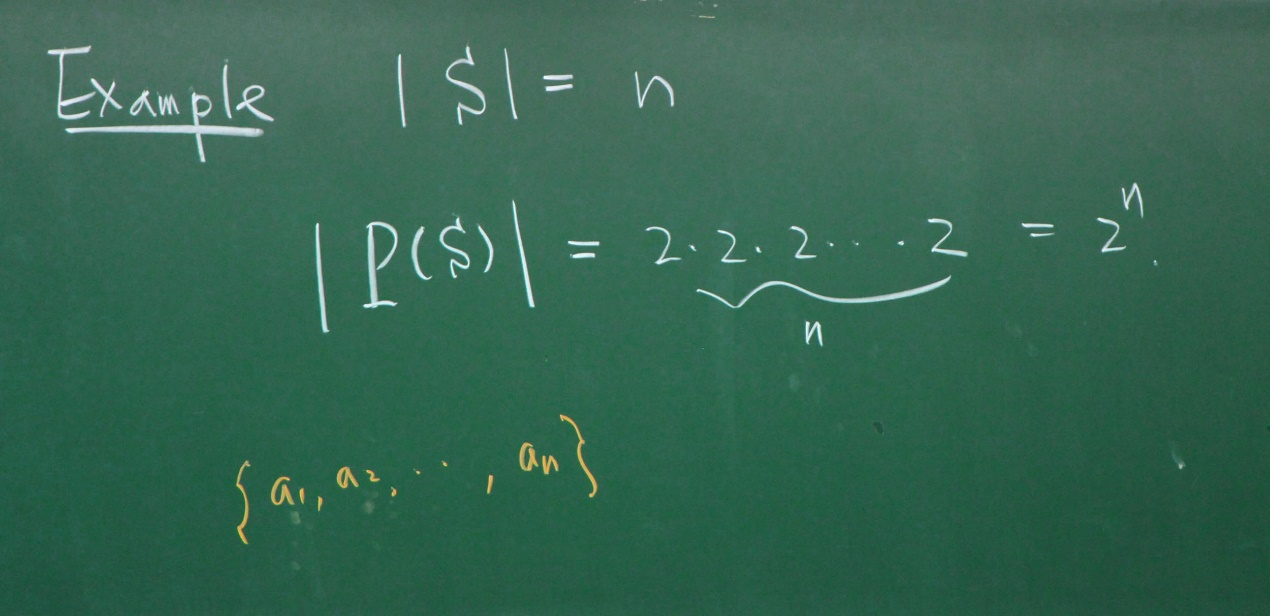 Example |S| = n
|P(S)| = 2·2·2···2 = 2ⁿ.
n
{a₁, a₂, ···, aₙ}